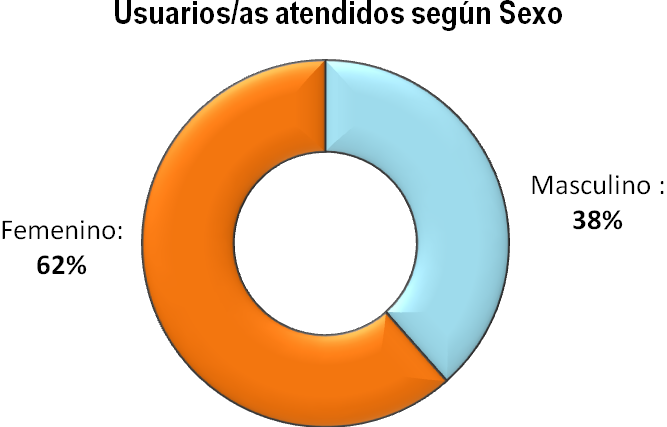 Usuarios/as atendidos según Sexo
Masculino :
38%
Femenino:
62%